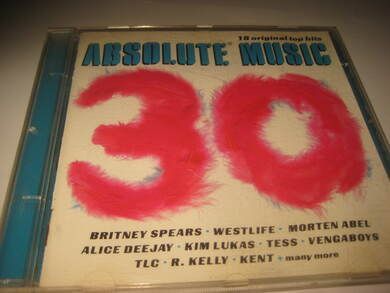 18 original top hits
ABSOLUTE MUSIC
30
BRITNEY SPEARS · WESTLIFE · MORTEN ABEL
ALICE DEEJAY · KIM LUKAS · TESS · VENGABOYS
TLC · R. KELLY · KENT + many more